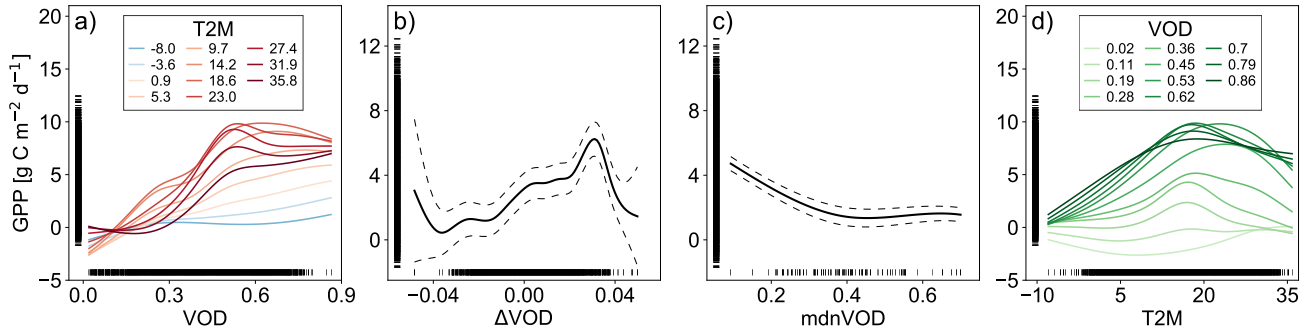 a)
T2M
-8.0 9.7 27.4
-3.6 14.2 31.9
0.9 18.6 35.8
5.3 23.0
GPP [g C m−2 d−1]
20
15
10
5
0
−5
0.0 0.3 0.6 0.9
VOD
b)
12
8
4
0
−0.04 0.00 0.04
ΔVOD
c)
12
8
4
0
0.2 0.4 0.6
mdnVOD
d)
VOD
0.02 0.36 0.7
0.11 0.45 0.79
0.19 0.53 0.86
0.28 0.62
20
15
10
5
0
−5
−10 5 20 35
T2M